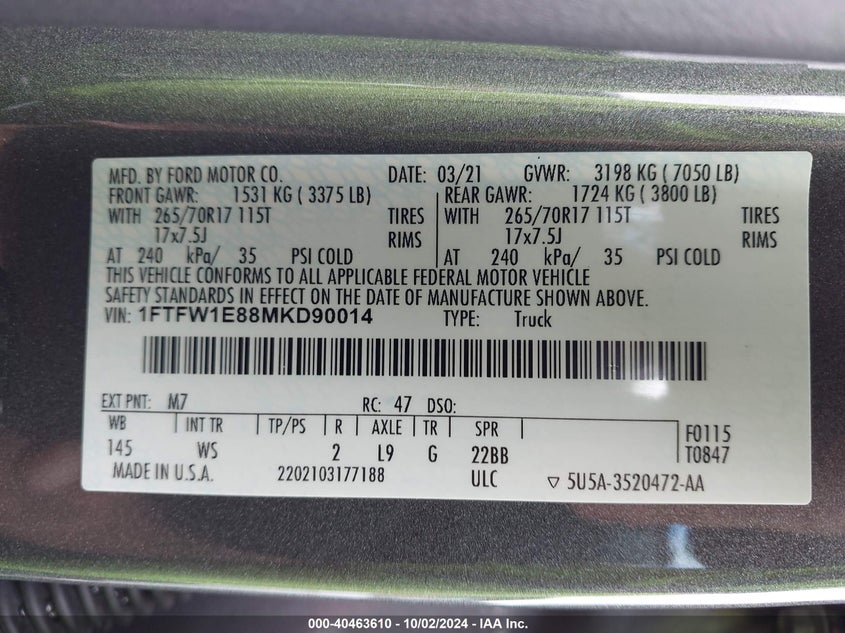 MFD. BY FORD MOTOR CO. DATE: 03/21 GVWR: 3198 KG ( 7050 LB)
FRONT GAWR: 1531 KG ( 3375 LB) REAR GAWR: 1724 KG ( 3800 LB)
WITH 265/70R17 115T TIRES WITH 265/70R17 115T TIRES
17x7.5J RIMS 17x7.5J RIMS
AT 240 kPa/ 35 PSI COLD AT 240 kPa/ 35 PSI COLD
THIS VEHICLE CONFORMS TO ALL APPLICABLE FEDERAL MOTOR VEHICLE
SAFETY STANDARDS IN EFFECT ON THE DATE OF MANUFACTURE SHOWN ABOVE.
VIN: 1FTFW1E88MKD90014 TYPE: Truck
EXT PNT: M7 RC: 47 DSO:
WB INT TR TP/PS R AXLE TR SPR F0115
145 WS 2 L9 G 22BB T0847
MADE IN U.S.A. 2202103177188 ULC ▽ 5U5A-3520472-AA
000-40463610 - 10/02/2024 - IAA Inc.